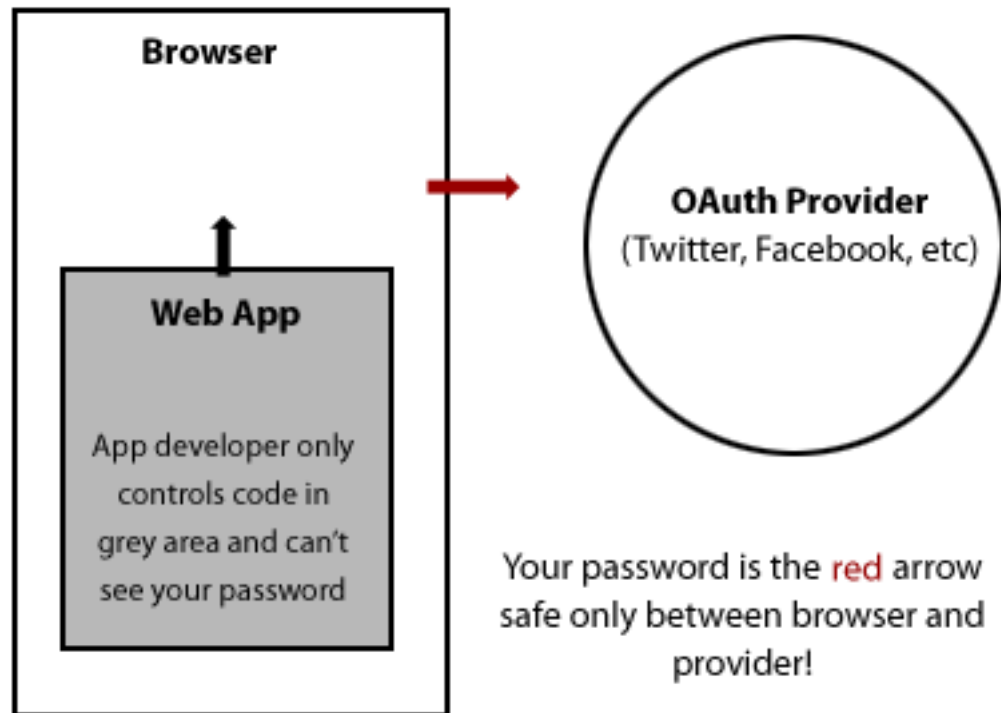 Browser
Web App
App developer only
controls code in
grey area and can't
see your password
OAuth Provider
(Twitter, Facebook, etc)
Your password is the red arrow
safe only between browser and
provider!